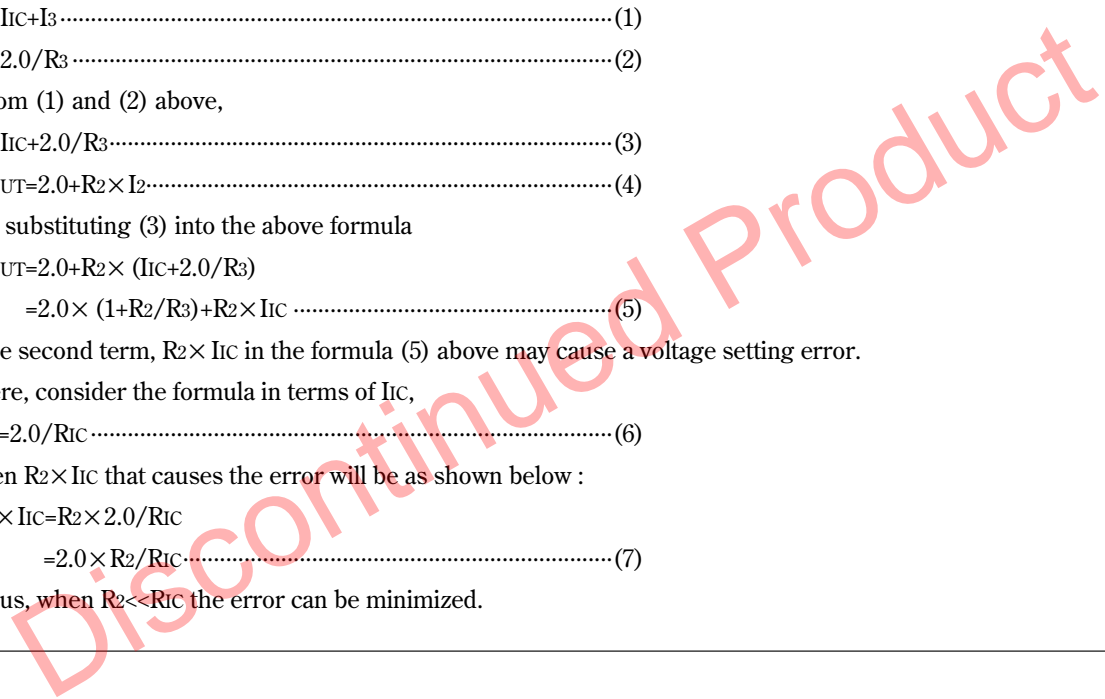 IIC+I3 ·································································· (1)
2.0/R3 ·································································· (2)
om (1) and (2) above,
IIC+2.0/R3·································································· (3)
UT=2.0+R2×I2·································································· (4)
substituting (3) into the above formula
UT=2.0+R2× (IIC+2.0/R3)
=2.0× (1+R2/R3)+R2×IIC ·································································· (5)
e second term, R2×IIC in the formula (5) above may cause a voltage setting error.
re, consider the formula in terms of IIC,
=2.0/RIC ·································································· (6)
en R2×IIC that causes the error will be as shown below :
×IIC=R2×2.0/RIC
=2.0×R2/RIC·································································· (7)
us, when R2<<RIC the error can be minimized.
Discontinued Product